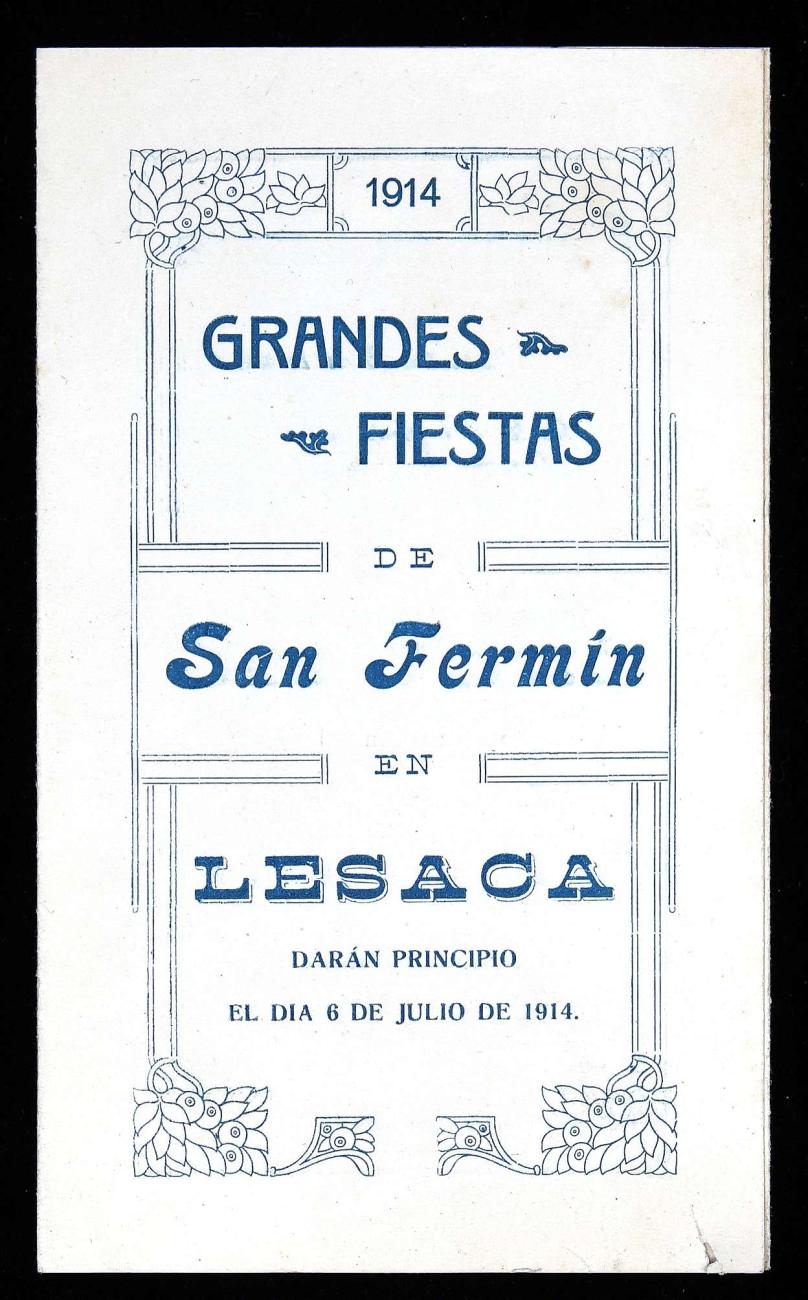 1914
GRANDES
FIESTAS
DE
San Fermín
EN
LESACA
DARÁN PRINCIPIO
EL DIA 6 DE JULIO DE 1914.